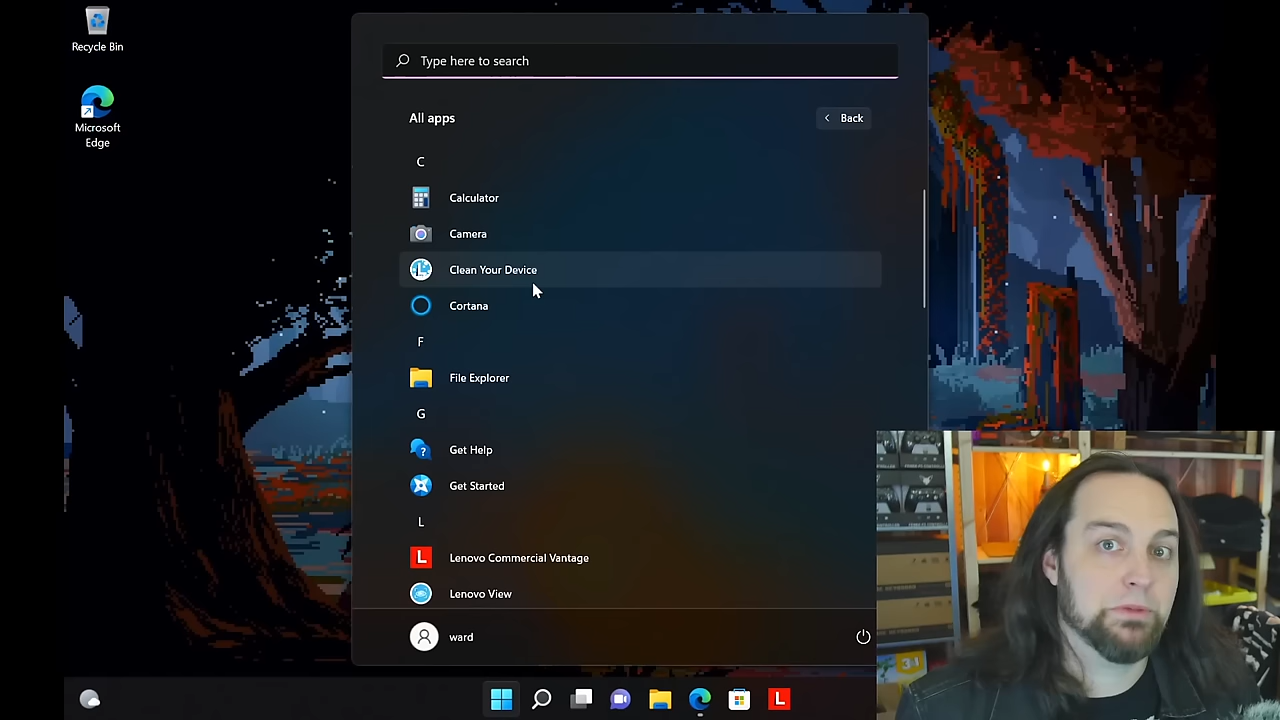 Recycle Bin
Microsoft
Edge
Type here to search
All apps
Back
C
Calculator
Camera
Clean Your Device
Cortana
F
File Explorer
G
Get Help
Get Started
L
L
Lenovo Commercial Vantage
Lenovo View
ward
L